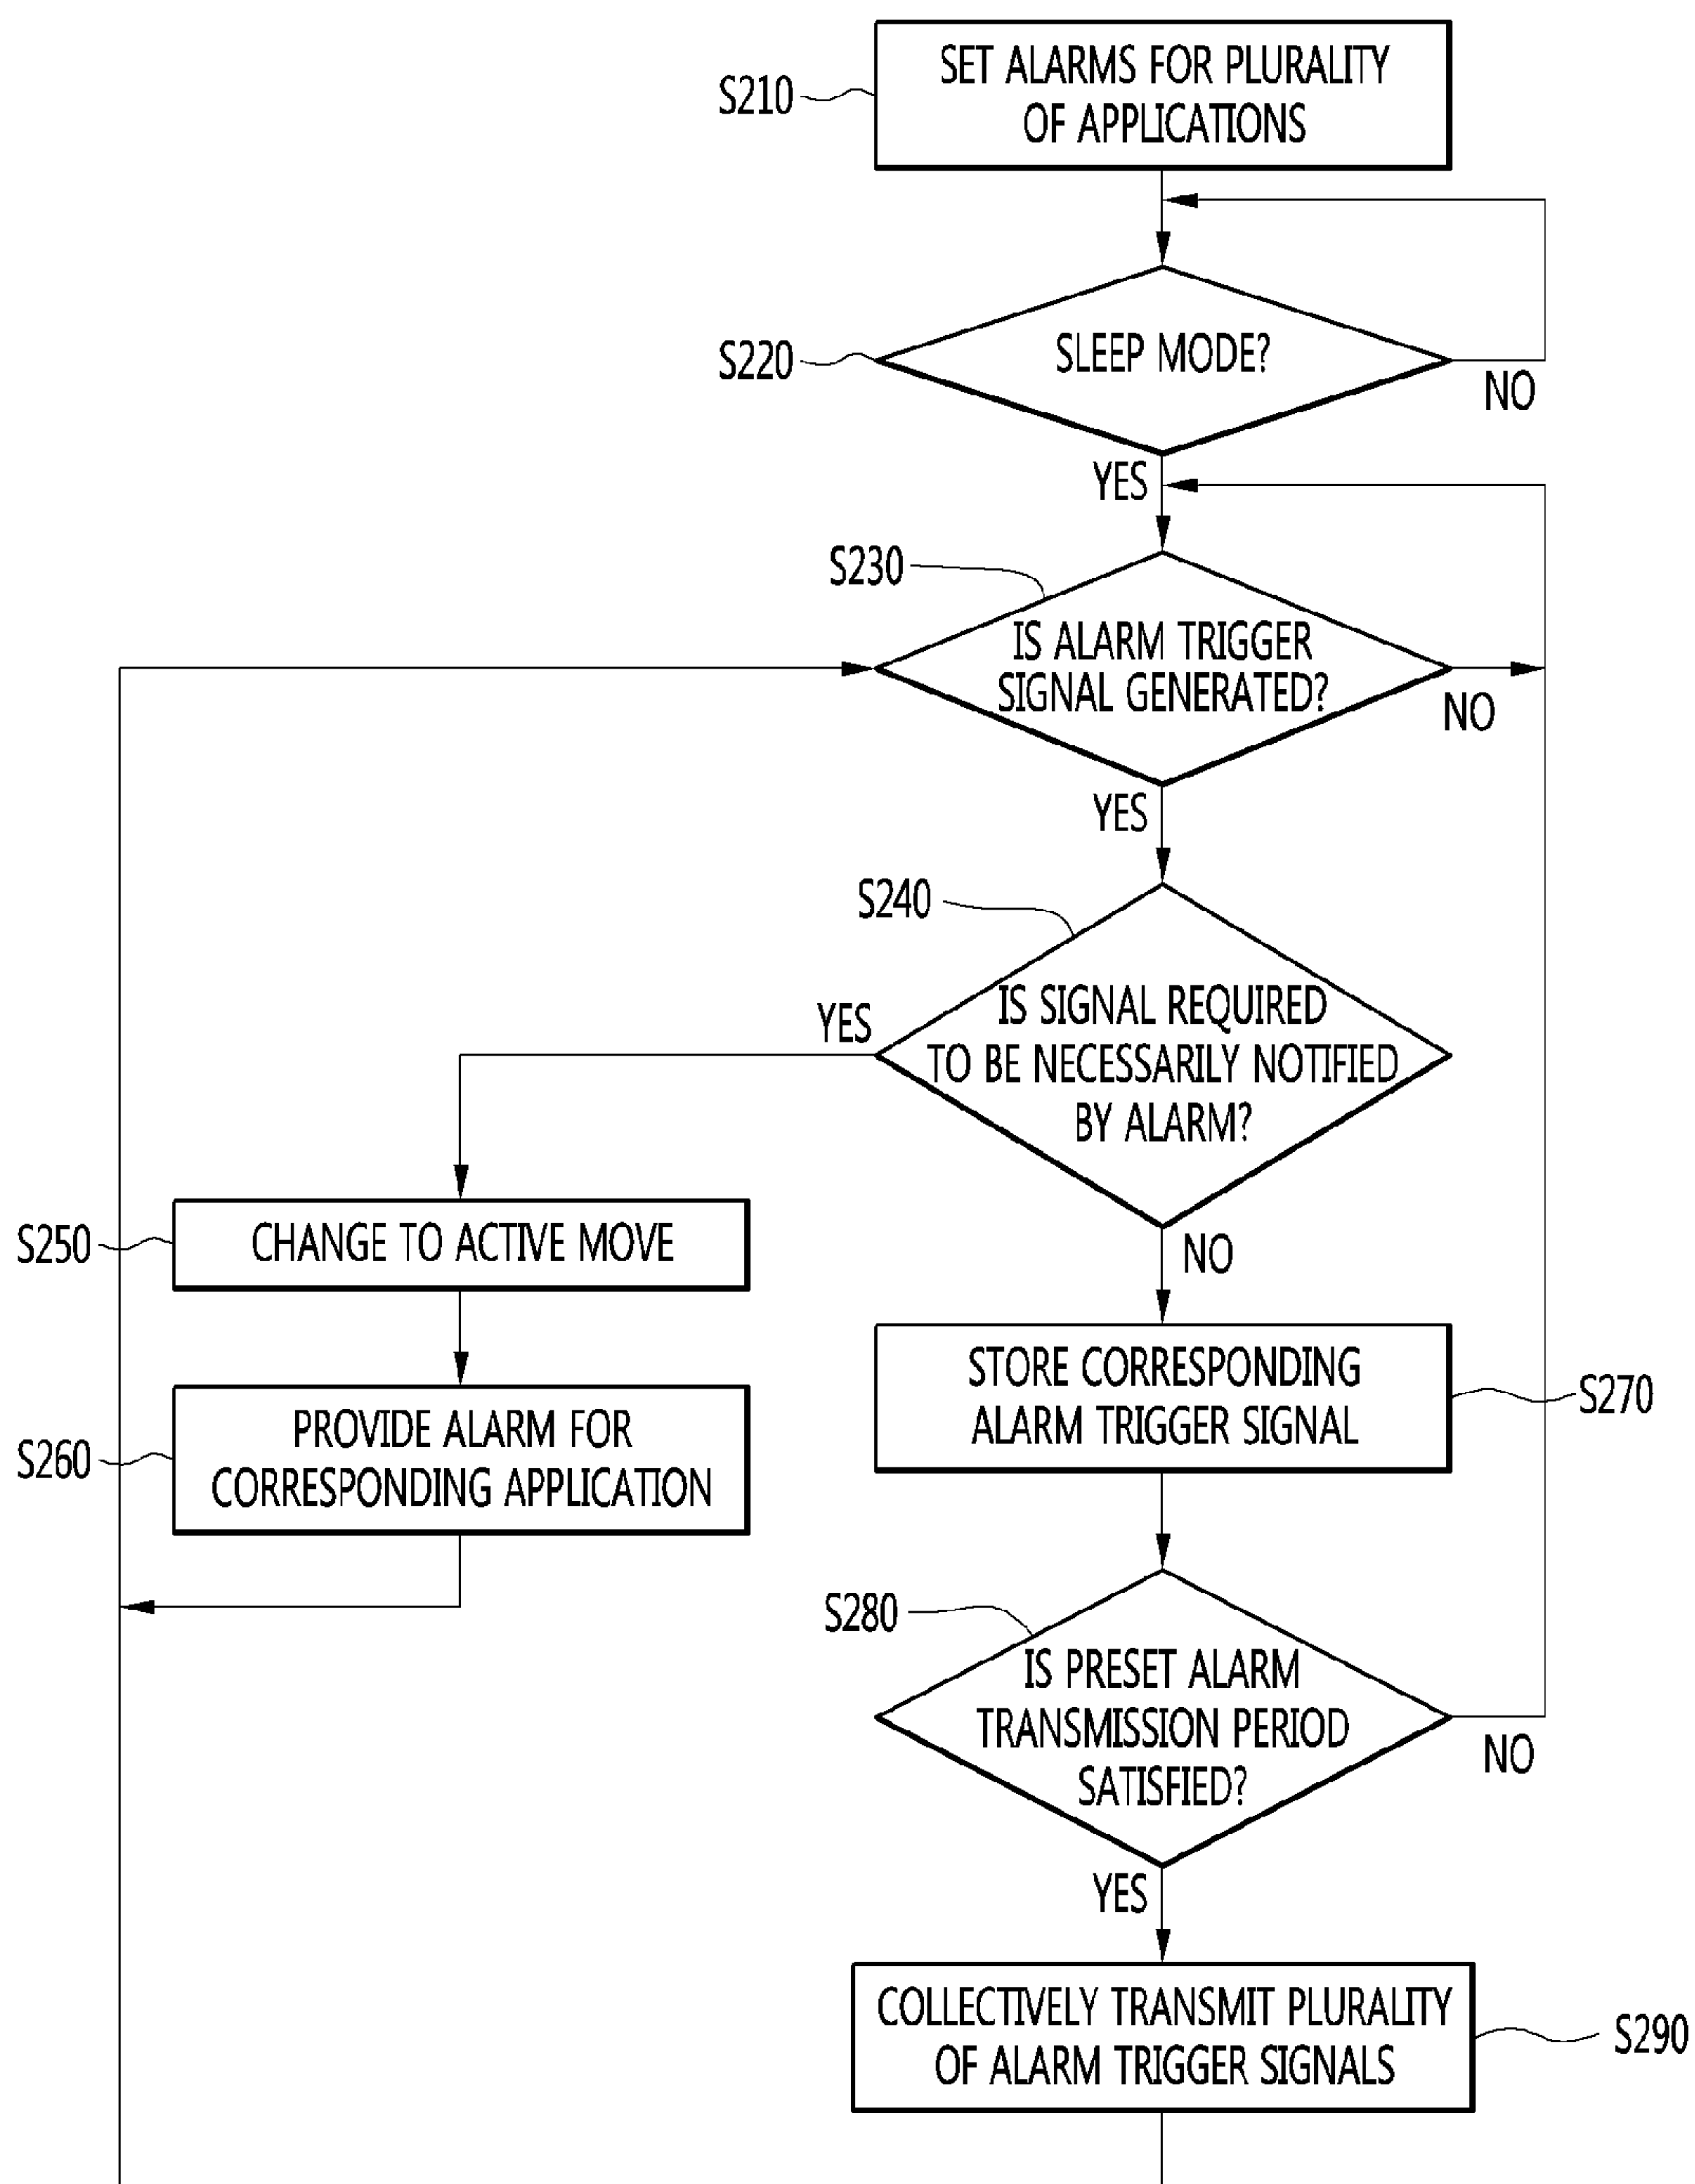 S210
SET ALARMS FOR PLURALITY
OF APPLICATIONS
S220
SLEEP MODE?
NO
YES
S230
IS ALARM TRIGGER
SIGNAL GENERATED?
NO
YES
S240
IS SIGNAL REQUIRED
TO BE NECESSARILY NOTIFIED
BY ALARM?
YES
NO
S250
CHANGE TO ACTIVE MOVE
S260
PROVIDE ALARM FOR
CORRESPONDING APPLICATION
STORE CORRESPONDING
ALARM TRIGGER SIGNAL
S270
S280
IS PRESET ALARM
TRANSMISSION PERIOD
SATISFIED?
NO
YES
COLLECTIVELY TRANSMIT PLURALITY
OF ALARM TRIGGER SIGNALS
S290